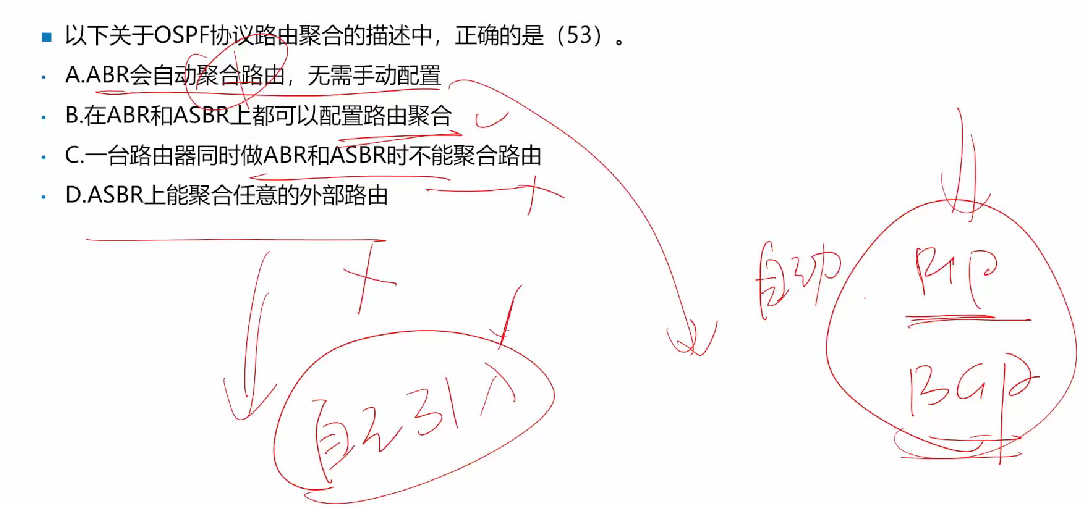 以下关于OSPF协议路由聚合的描述中，正确的是（53）。
A.ABR会自动聚合路由，无需手动配置
B.在ABR和ASBR上都可以配置路由聚合
C.一台路由器同时做ABR和ASBR时不能聚合路由
D.ASBR上能聚合任意的外部路由
自动
RIP
BGP
自己引入